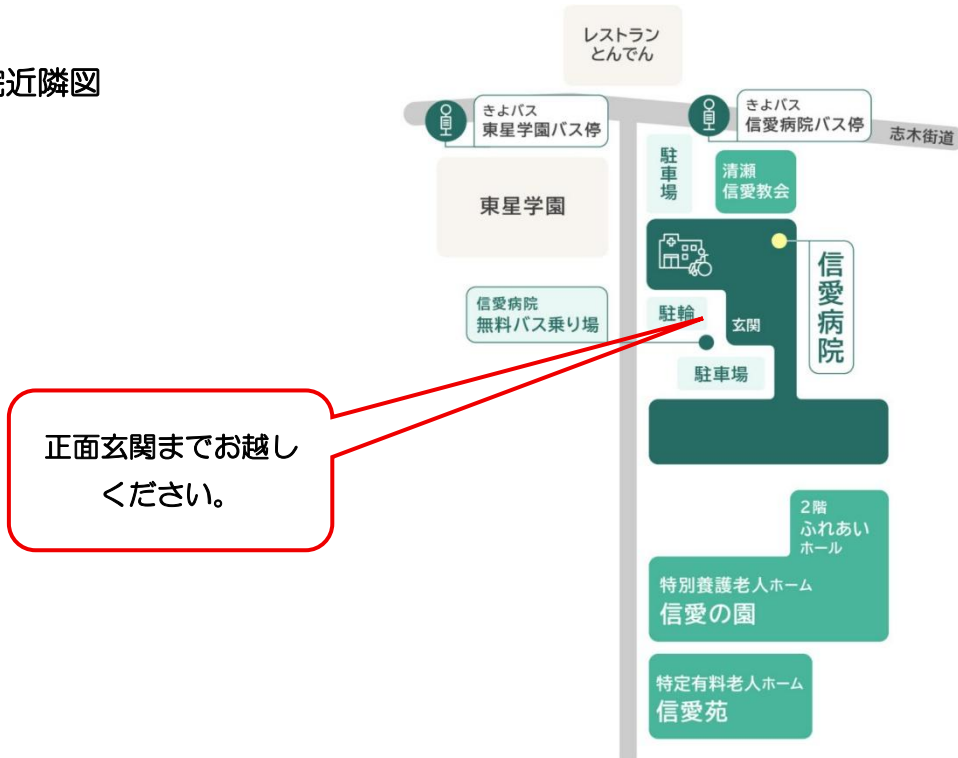 近隣図
レストラン
とんでん
きよバス
東星学園バス停
きよバス
信愛病院バス停
志木街道
駐車場
清瀬
信愛教会
東星学園
信愛病院
信愛病院
無料バス乗り場
駐輪
玄関
駐車場
正面玄関までお越し
ください。
2階
ふれあい
ホール
特別養護老人ホーム
信愛の園
特定有料老人ホーム
信愛苑